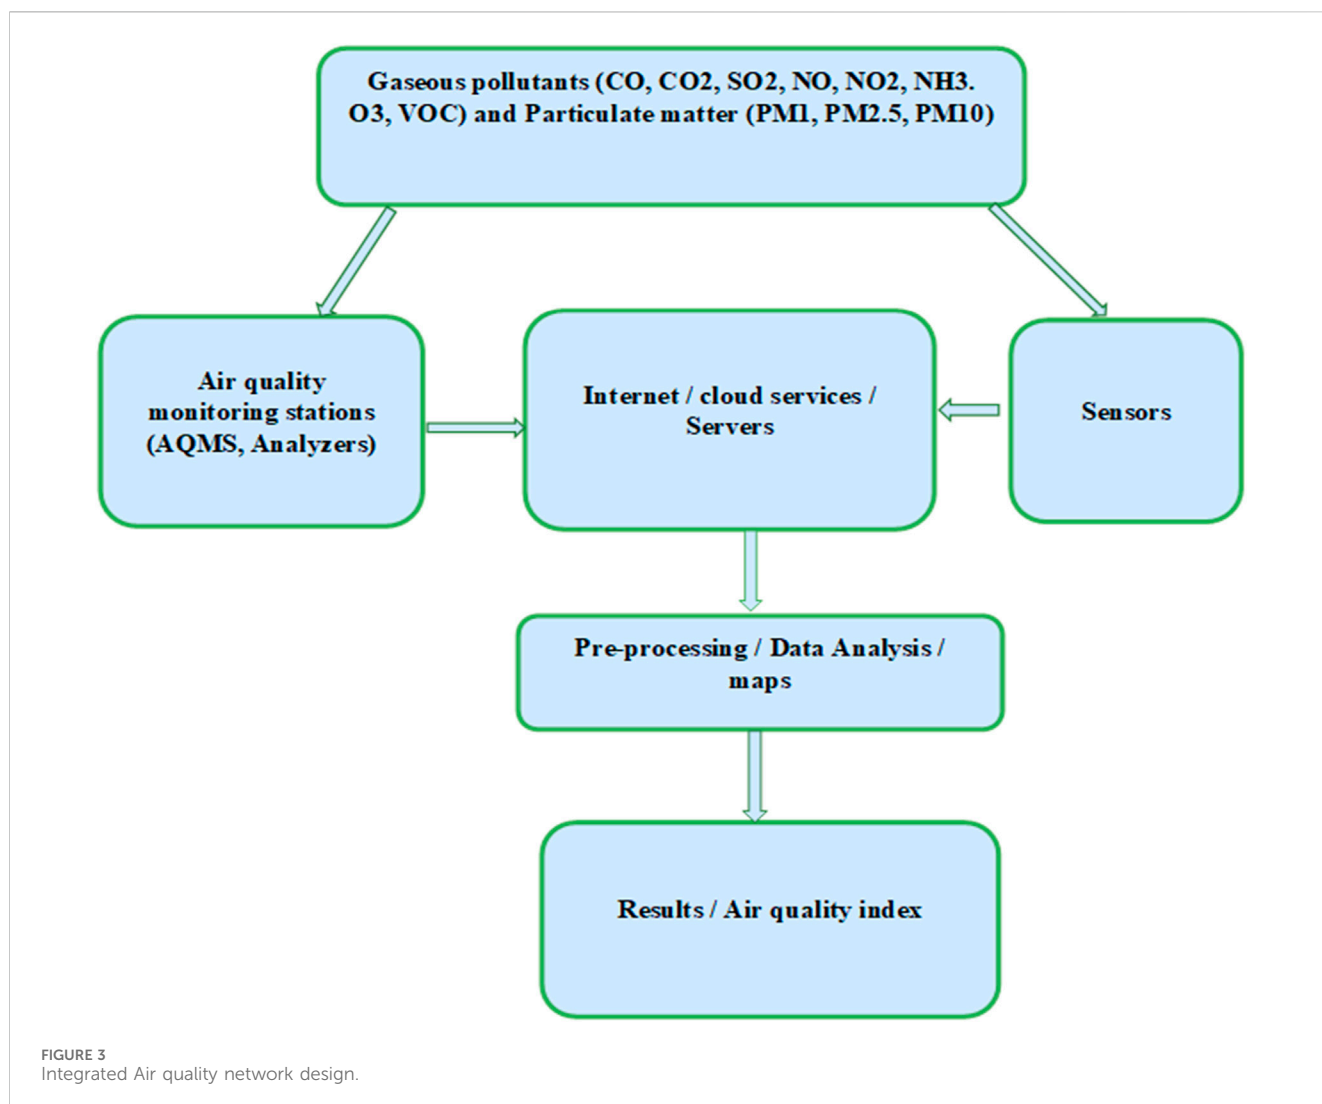 Gaseous pollutants (CO, CO2, SO2, NO, NO2, NH3.
O3, VOC) and Particulate matter (PM1, PM2.5, PM10)
Air quality
monitoring stations
(AQMS, Analyzers)
Internet / cloud services /
Servers
Sensors
Pre-processing / Data Analysis /
maps
Results / Air quality index
FIGURE 3
Integrated Air quality network design.